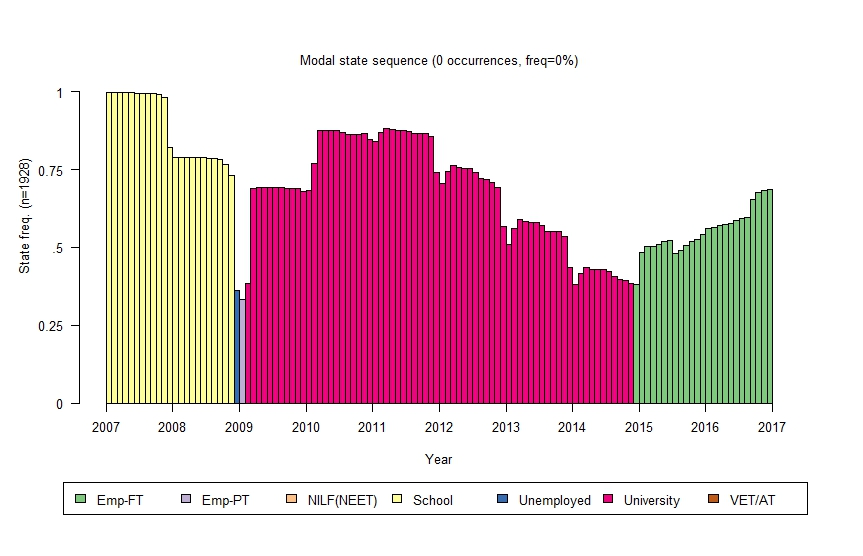 Modal state sequence (0 occurrences, freq=0%)
State freq. (n=1928)
1
0.75
.5
0.25
0
2007 2008 2009 2010 2011 2012 2013 2014 2015 2016 2017
Year
Emp-FT Emp-PT NILF(NEET) School Unemployed University VET/AT